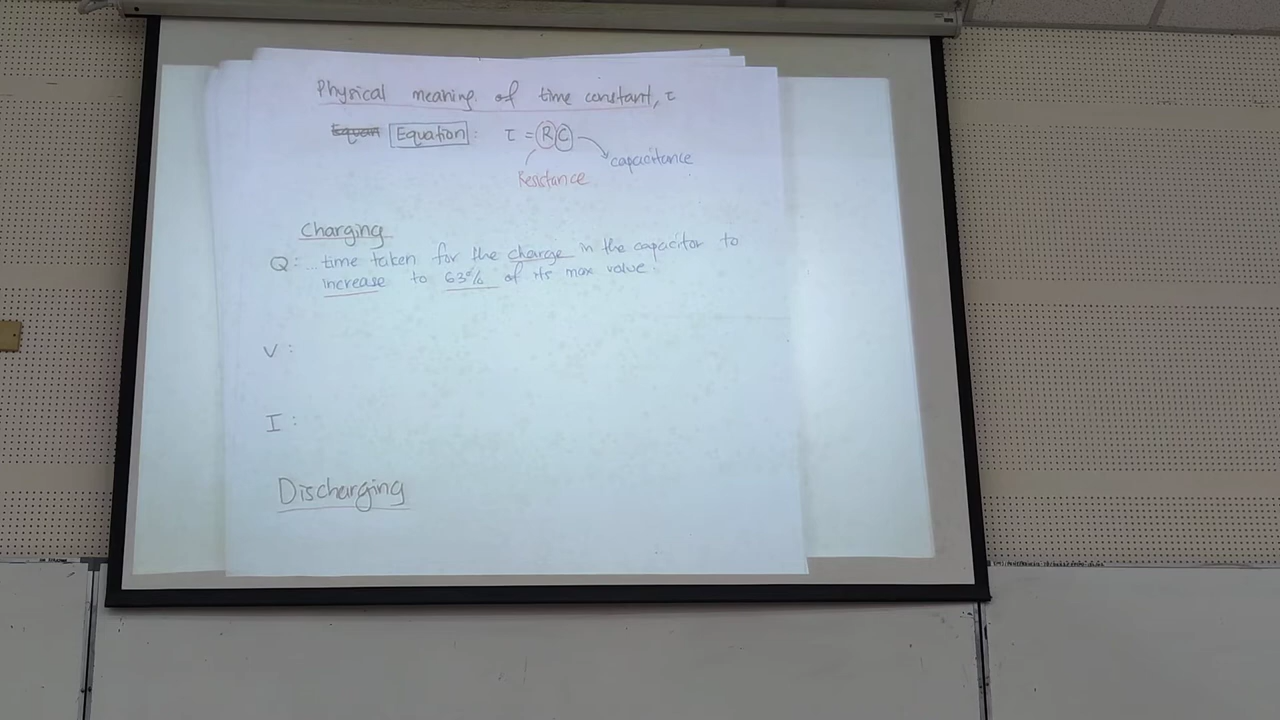 Physical meaning of time constant, τ
Equation : τ = RC
capacitance
Resistance
Charging
Q: ... time taken for the charge in the capacitor to
increase to 63% of its max value.
V :
I :
Discharging